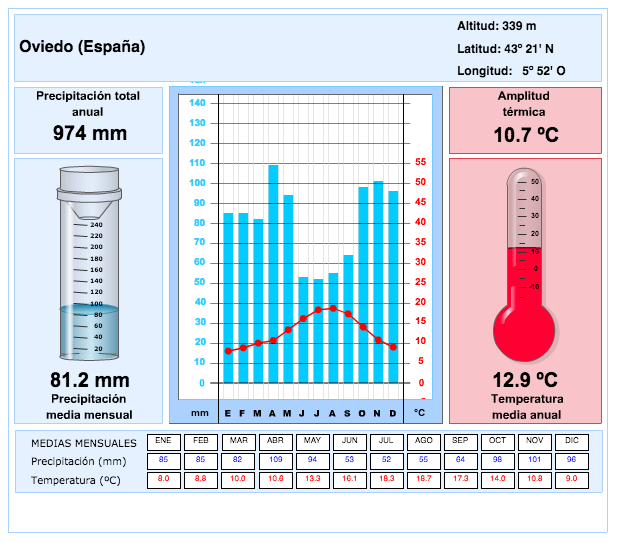 Oviedo (España)
Altitud: 339 m
Latitud: 43º 21' N
Longitud: 5º 52' O
Precipitación total
anual
974 mm
240
220
200
180
160
140
120
100
80
60
40
20
81.2 mm
Precipitación
media mensual
140
130
120
110
100
90
80
70
60
50
40
30
20
10
0
55
50
45
40
35
30
25
20
15
10
5
0
mm E F M A M J J A S O N D ºC
Amplitud
térmica
10.7 ºC
50
40
30
20
10
0
-10
12.9 ºC
Temperatura
media anual
MEDIAS MENSUALES ENE FEB MAR ABR MAY JUN JUL AGO SEP OCT NOV DIC
Precipitación (mm) 85 85 82 109 94 53 52 55 64 98 101 96
Temperatura (ºC) 8.0 8.8 10.0 10.6 13.3 16.1 18.3 18.7 17.3 14.0 10.8 9.0